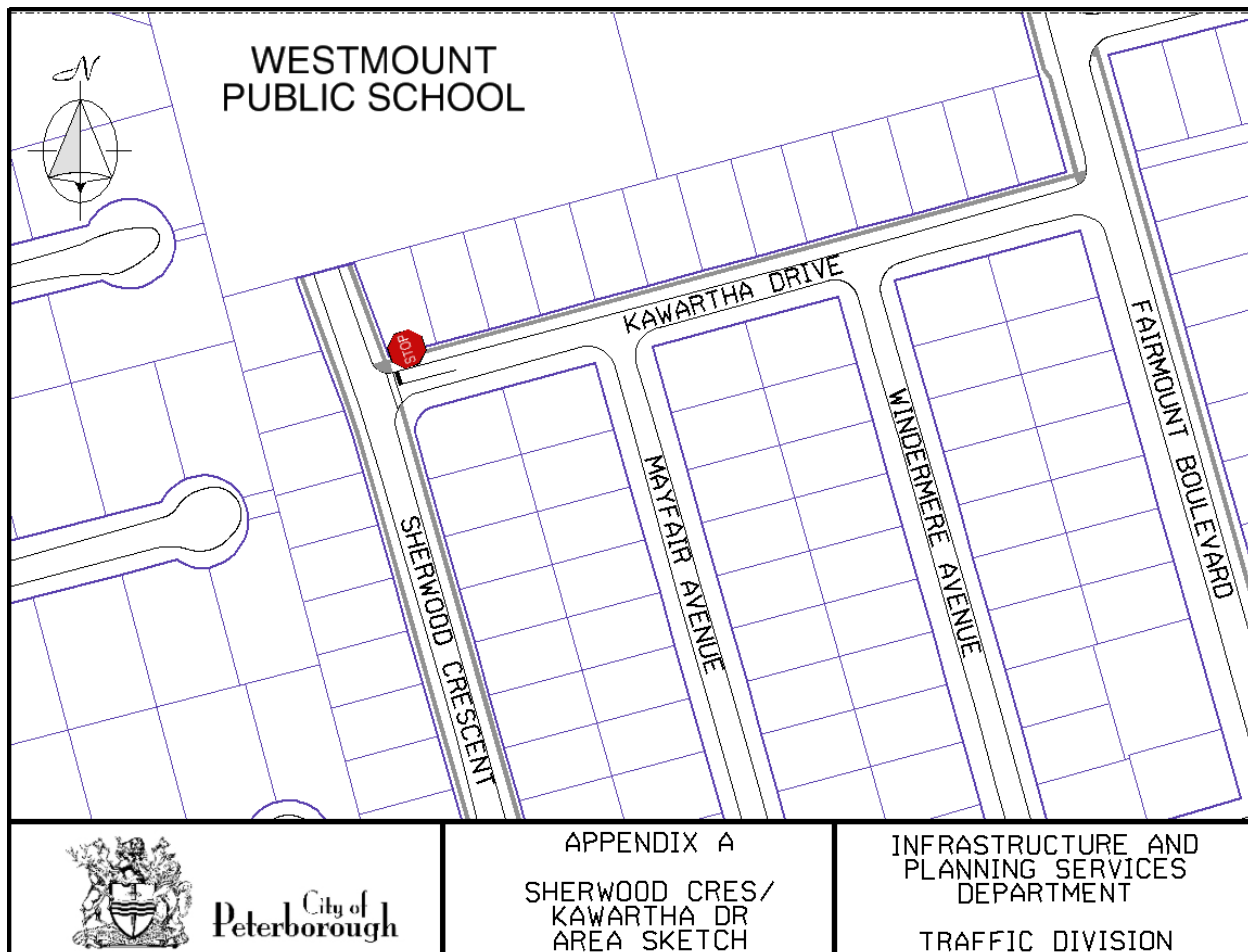 N
WESTMOUNT
PUBLIC SCHOOL
STOP
KAWARTHA DRIVE
FAIRMOUNT BOULEVARD
WINDERMERE AVENUE
MAYFAIR AVENUE
SHERWOOD CRESCENT
City of
Peterborough
APPENDIX A
SHERWOOD CRES/
KAWARTHA DR
AREA SKETCH
INFRASTRUCTURE AND
PLANNING SERVICES
DEPARTMENT
TRAFFIC DIVISION